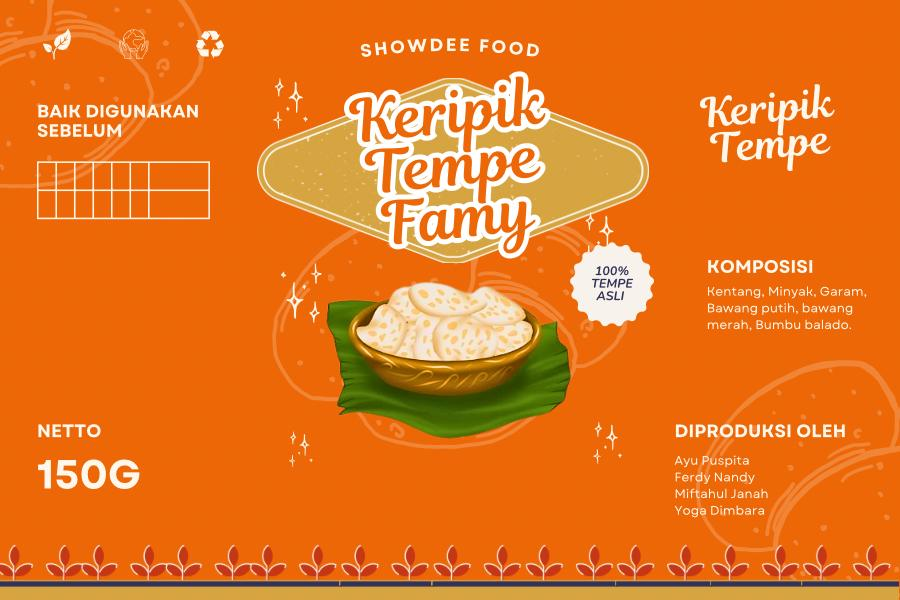 BAIK DIGUNAKAN
SEBELUM
NETTO
150G
SHOWDEE FOOD
Keripik
Tempe
Famy
100%
TEMPE
ASLI
Keripik
Tempe
KOMPOSISI
Kentang, Minyak, Garam,
Bawang putih, bawang
merah, Bumbu balado.
DIPRODUKSI OLEH
Ayu Puspita
Ferdy Nandy
Miftahul Janah
Yoga Dimbara